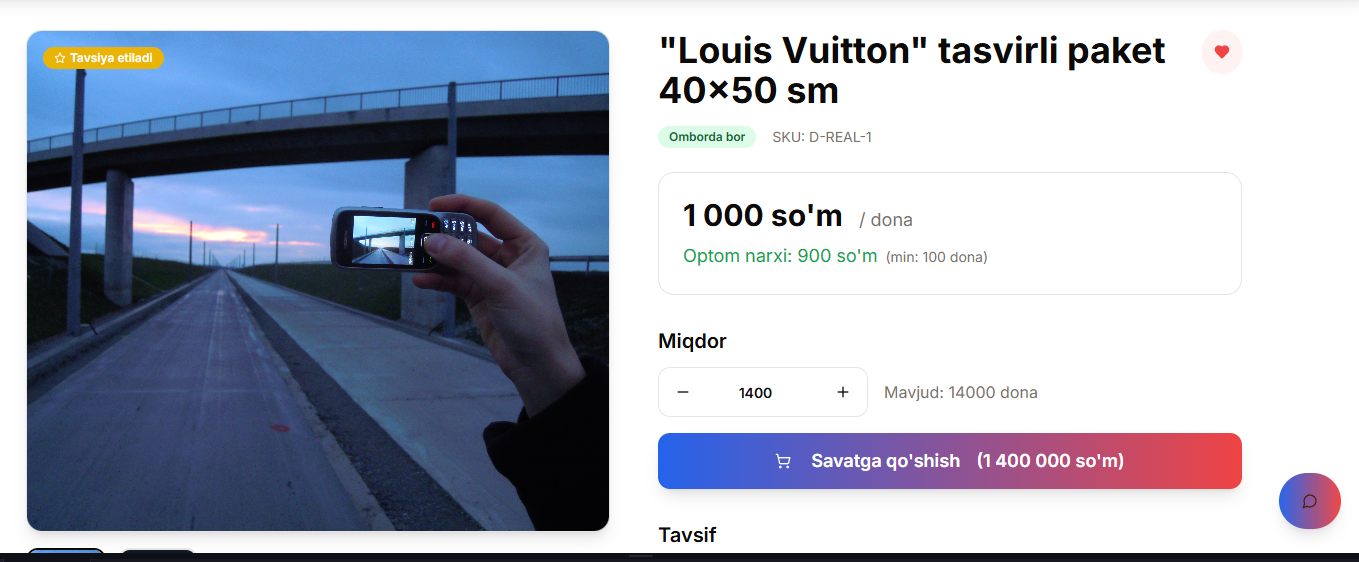 Tavsiya etiladi
"Louis Vuitton" tasvirli paket
40×50 sm
Omborda bor SKU: D-REAL-1
1 000 so'm / dona
Optom narxi: 900 so'm (min: 100 dona)
Miqdor
− 1400 + Mavjud: 14000 dona
Savatga qo'shish (1 400 000 so'm)
Tavsif